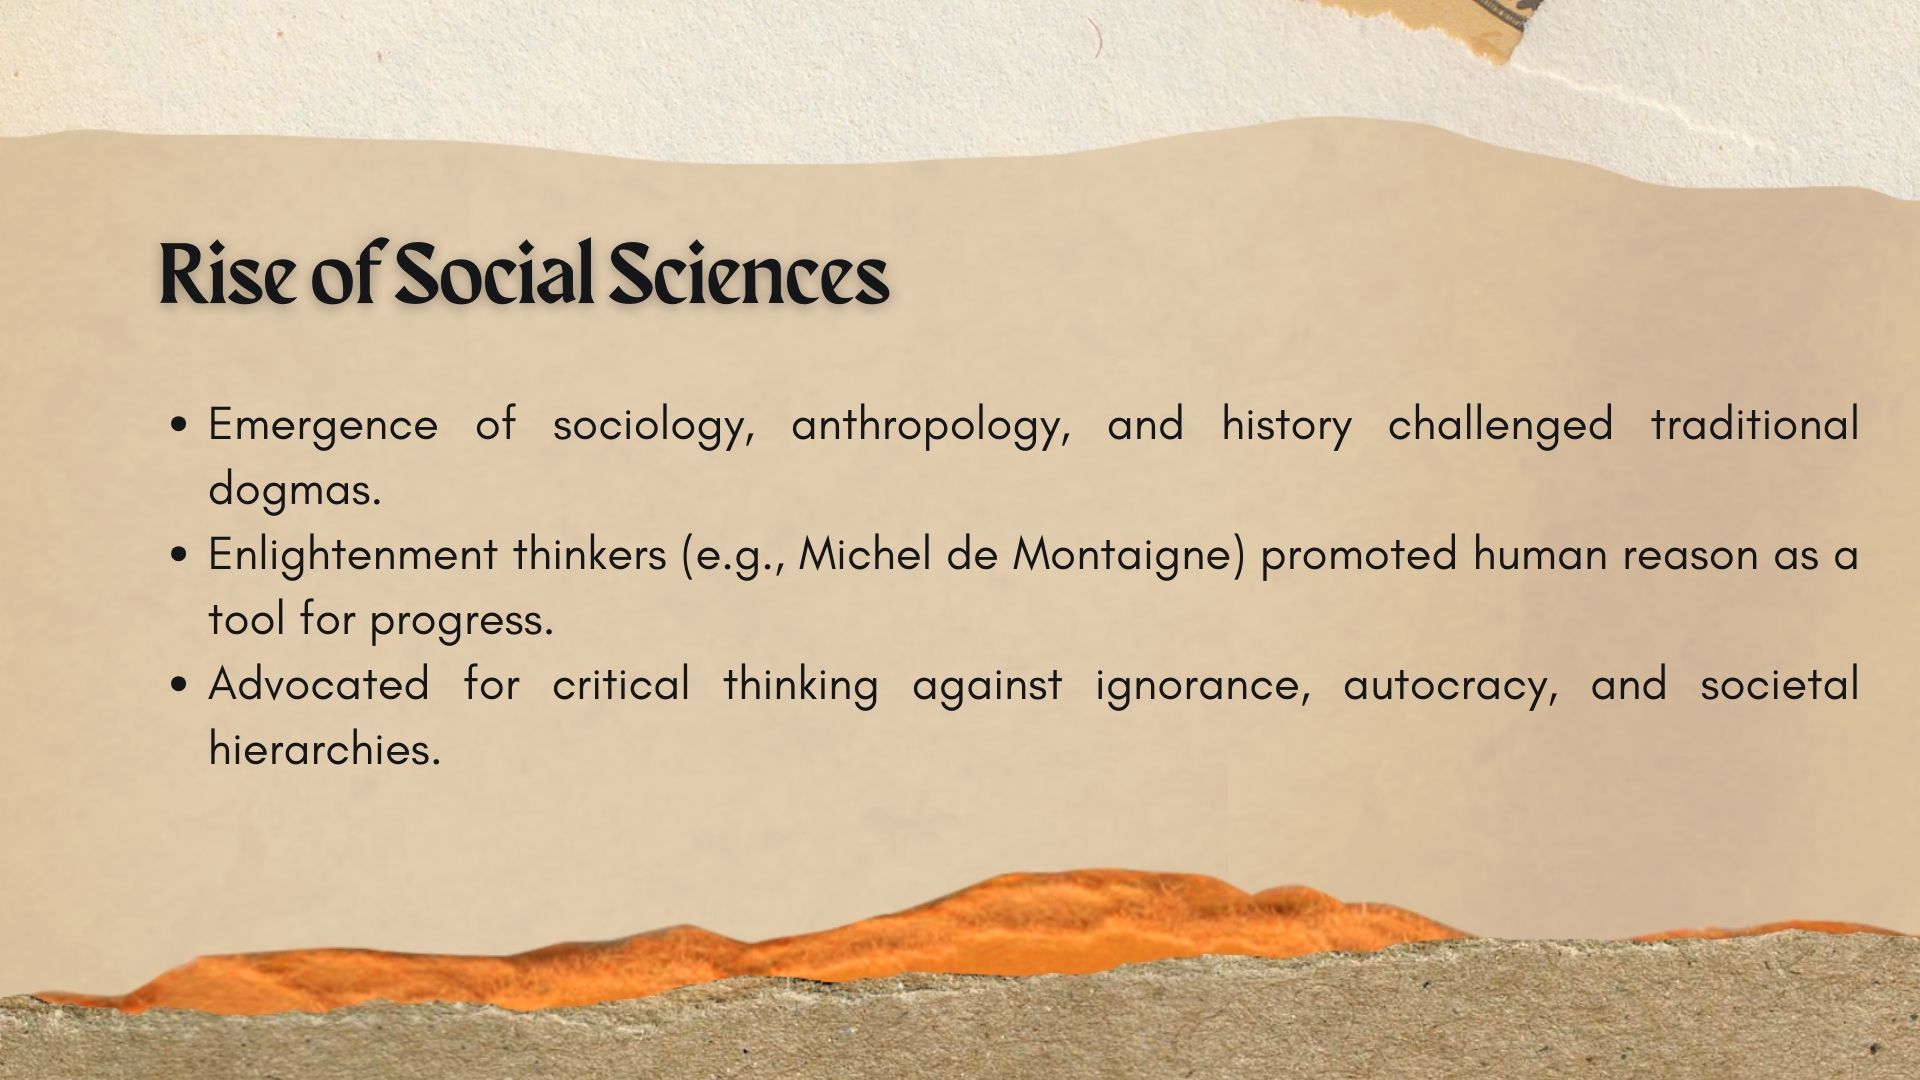 Rise of Social Sciences
• Emergence of sociology, anthropology, and history challenged traditional
dogmas.
• Enlightenment thinkers (e.g., Michel de Montaigne) promoted human reason as a
tool for progress.
• Advocated for critical thinking against ignorance, autocracy, and societal
hierarchies.